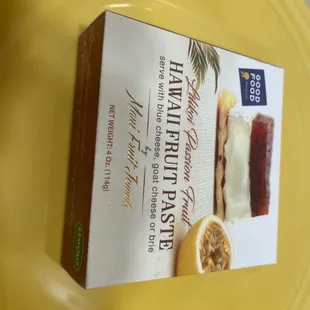 GOOD
FOOD
Lilikoi Passion Fruit
HAWAII FRUIT PASTE
serve with blue cheese, goat cheese or brie
by
Maui Fruit Jewels
NET WEIGHT: 4 Oz. (114g)